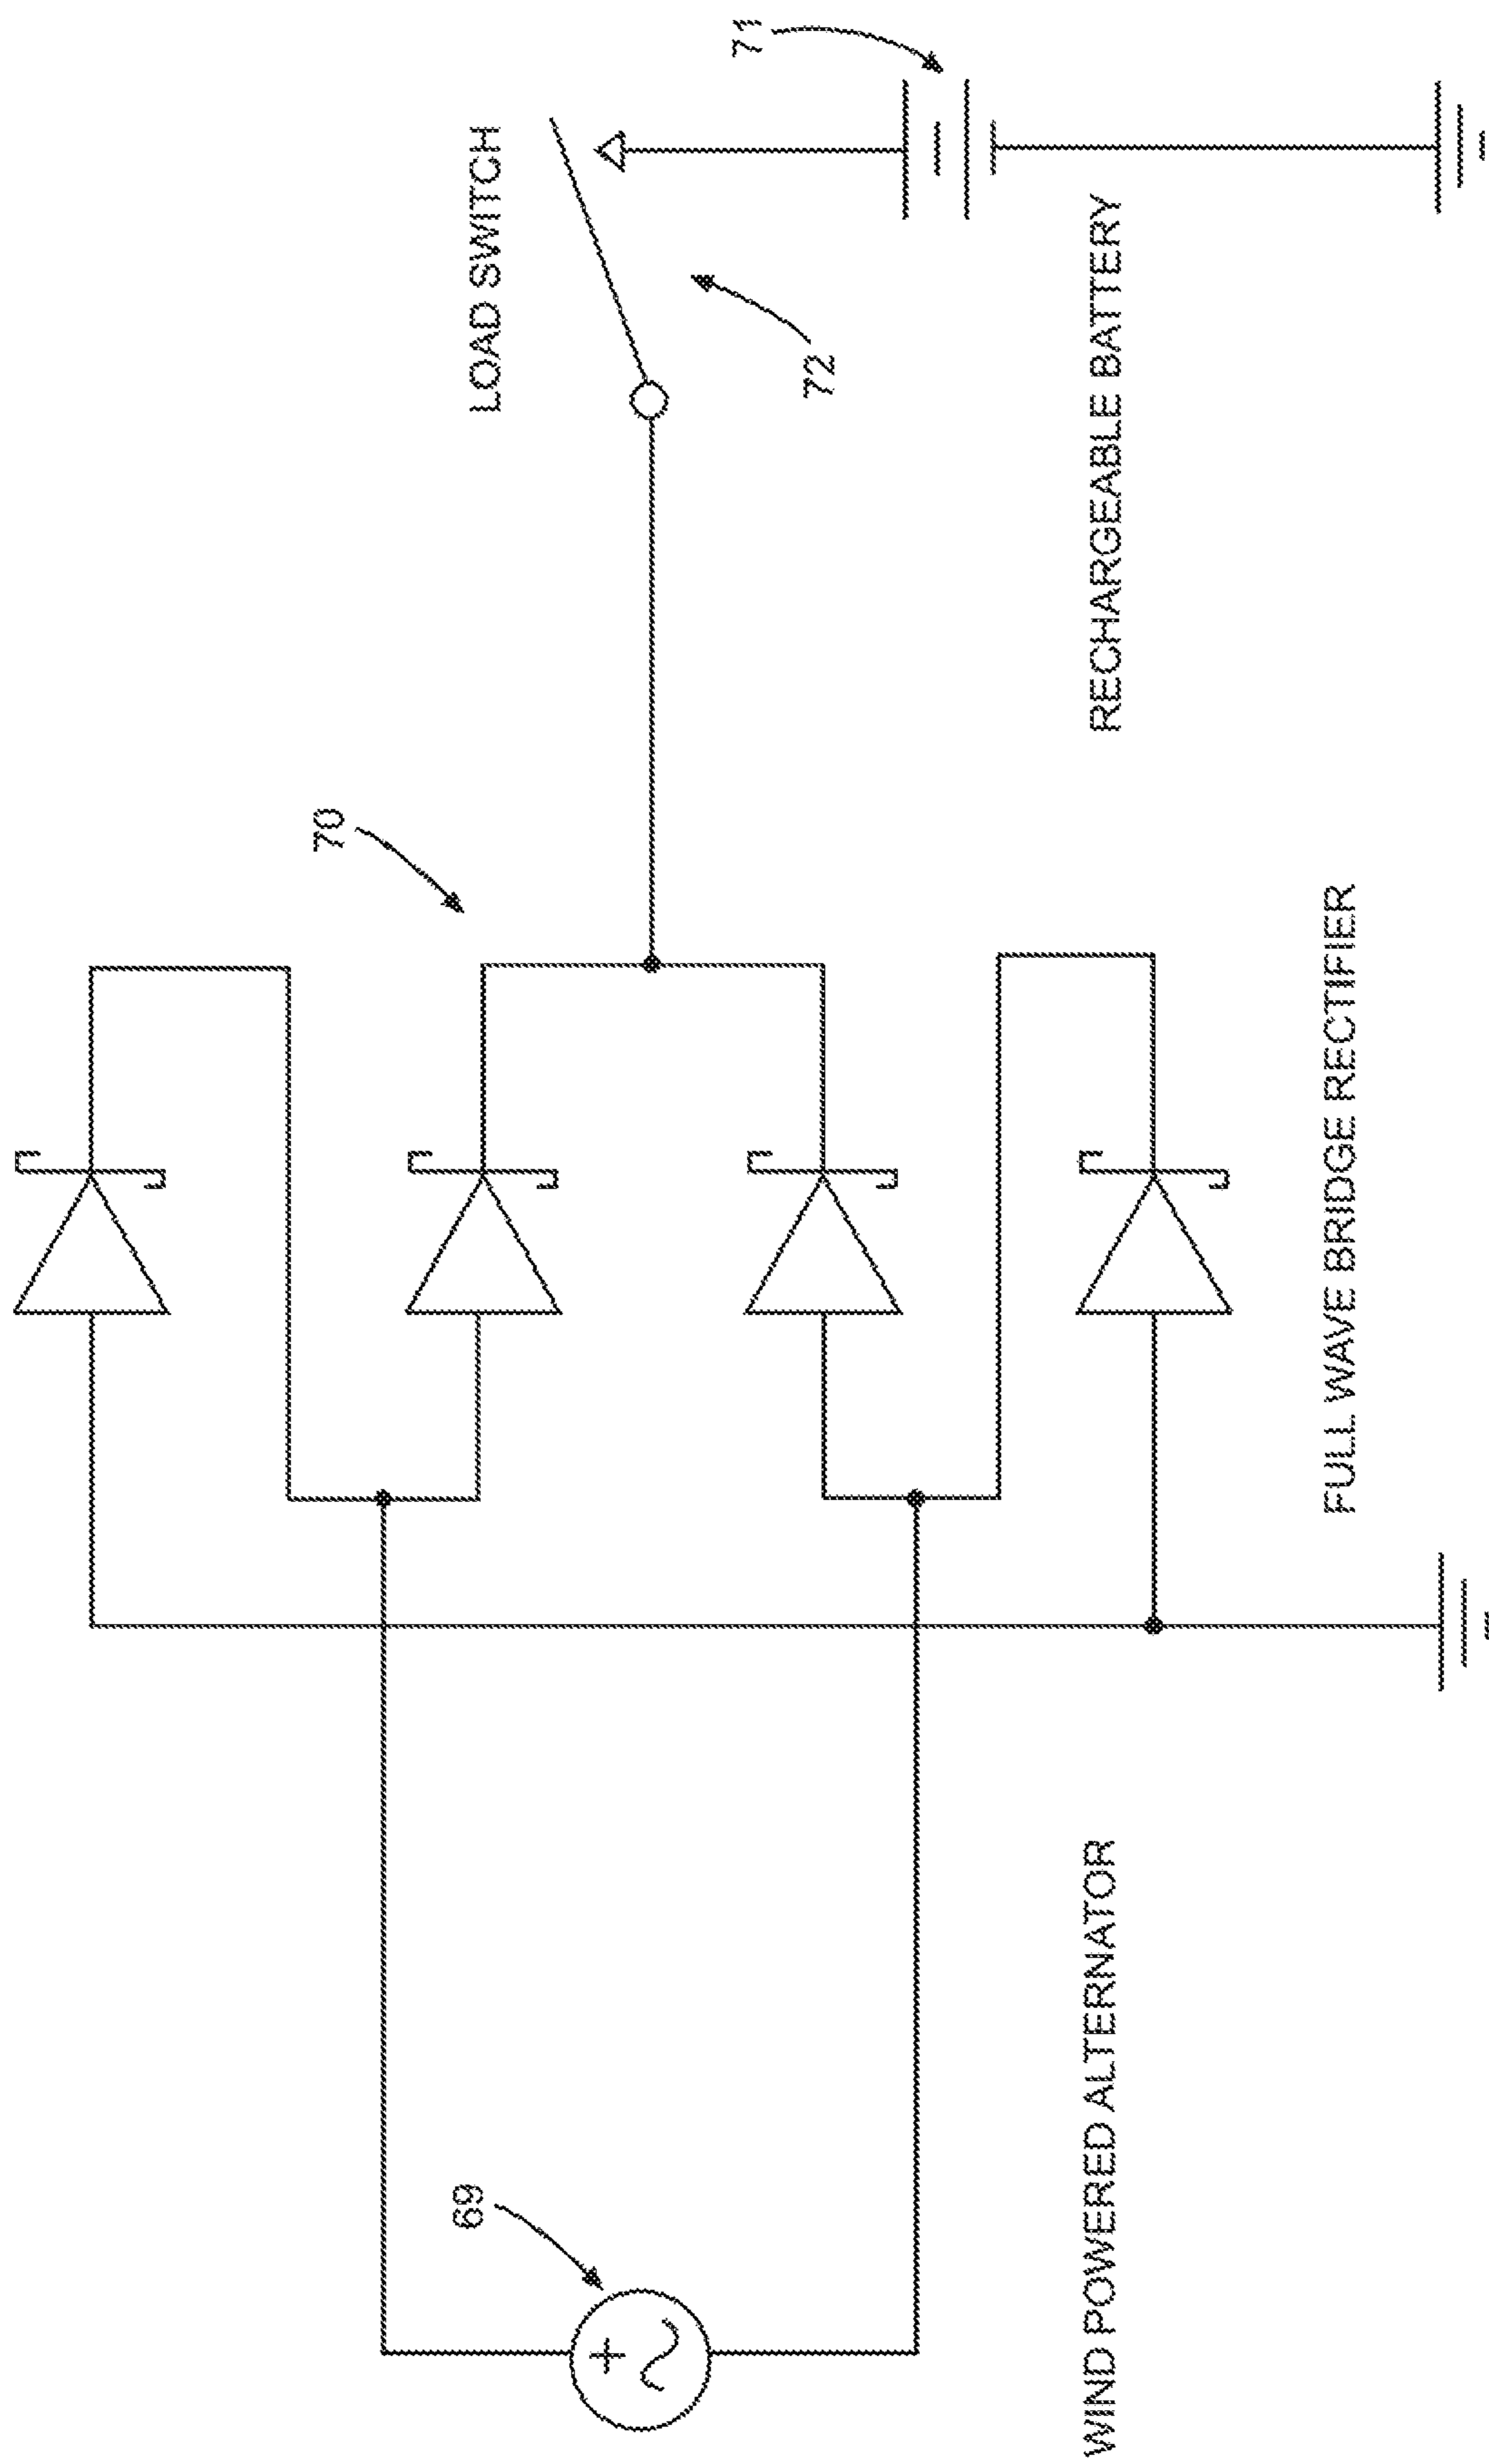 69
WIND POWERED ALTERNATOR
70
FULL WAVE BRIDGE RECTIFIER
LOAD SWITCH
72
71
RECHARGEABLE BATTERY